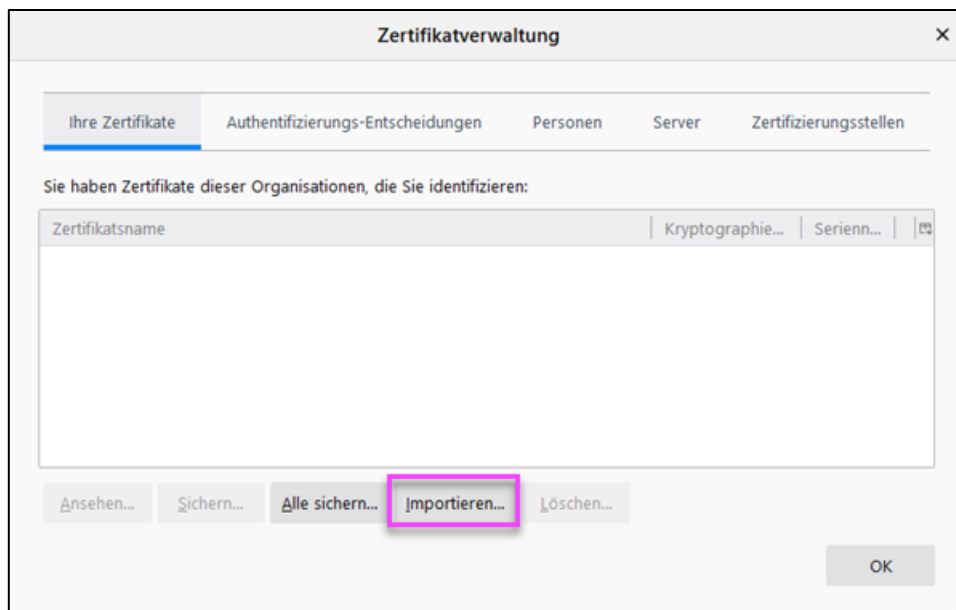 Zertifikatverwaltung
Ihre Zertifikate Authentifizierungs-Entscheidungen Personen Server Zertifizierungsstellen
Sie haben Zertifikate dieser Organisationen, die Sie identifizieren:
Zertifikatsname Kryptographie... Serienn...
Ansehen... Sichern... Alle sichern... Importieren... Löschen...
OK